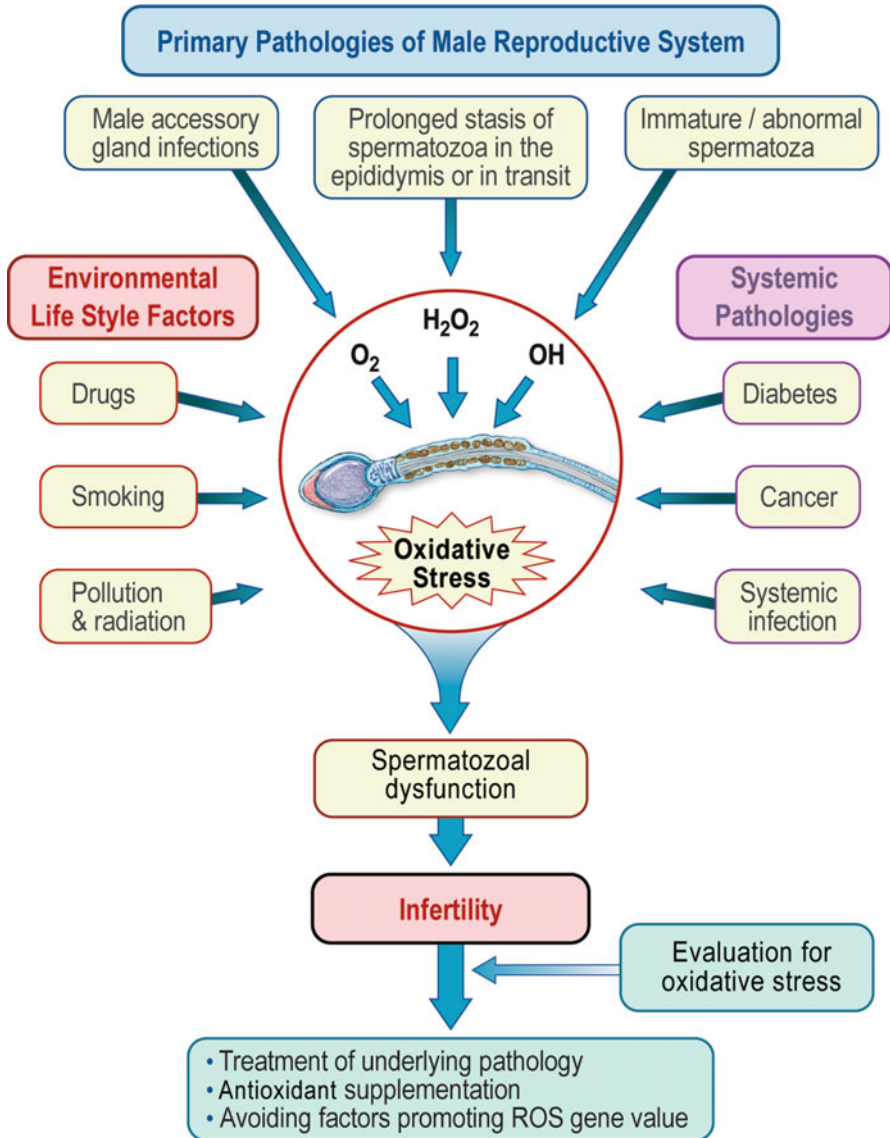 Primary Pathologies of Male Reproductive System
Male accessory
gland infections
Prolonged stasis of
spermatozoa in the
epididymis or in transit
Immature / abnormal
spermatoza
Environmental
Life Style Factors
Systemic
Pathologies
O₂
H₂O₂
OH
Drugs
Smoking
Pollution
& radiation
Diabetes
Cancer
Systemic
infection
Oxidative
Stress
Spermatozoal
dysfunction
Infertility
Evaluation for
oxidative stress
• Treatment of underlying pathology
• Antioxidant supplementation
• Avoiding factors promoting ROS gene value